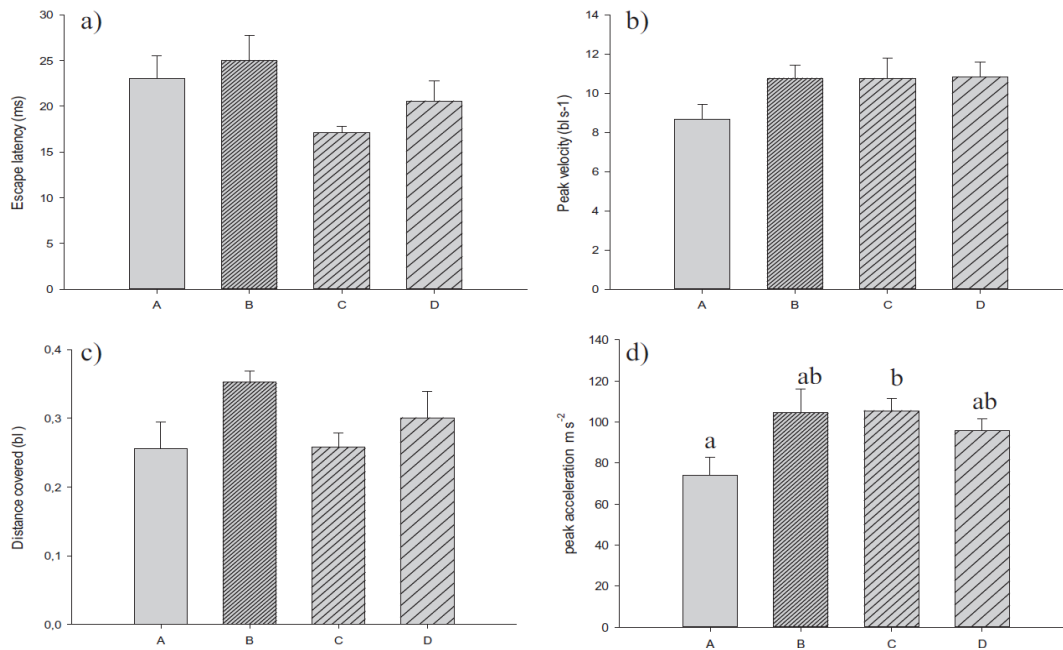 a)
Escape latency (ms)
30
25
20
15
10
5
0
A B C D
b)
Peak velocity (bl s-1)
14
12
10
8
6
4
2
0
A B C D
c)
Distance covered (bl)
0,4
0,3
0,2
0,1
0,0
A B C D
d)
peak acceleration m s-2
140
120
100
80
60
40
20
0
a
ab
b
ab
A B C D